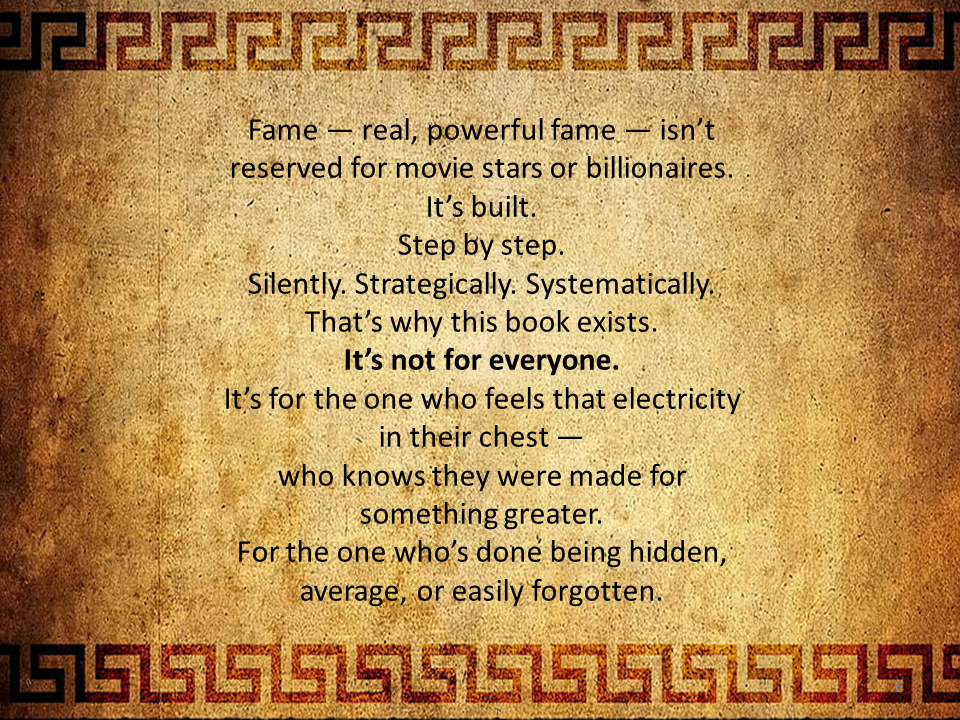 Fame — real, powerful fame — isn’t
reserved for movie stars or billionaires.
It’s built.
Step by step.
Silently. Strategically. Systematically.
That’s why this book exists.
It’s not for everyone.
It’s for the one who feels that electricity
in their chest —
who knows they were made for
something greater.
For the one who’s done being hidden,
average, or easily forgotten.